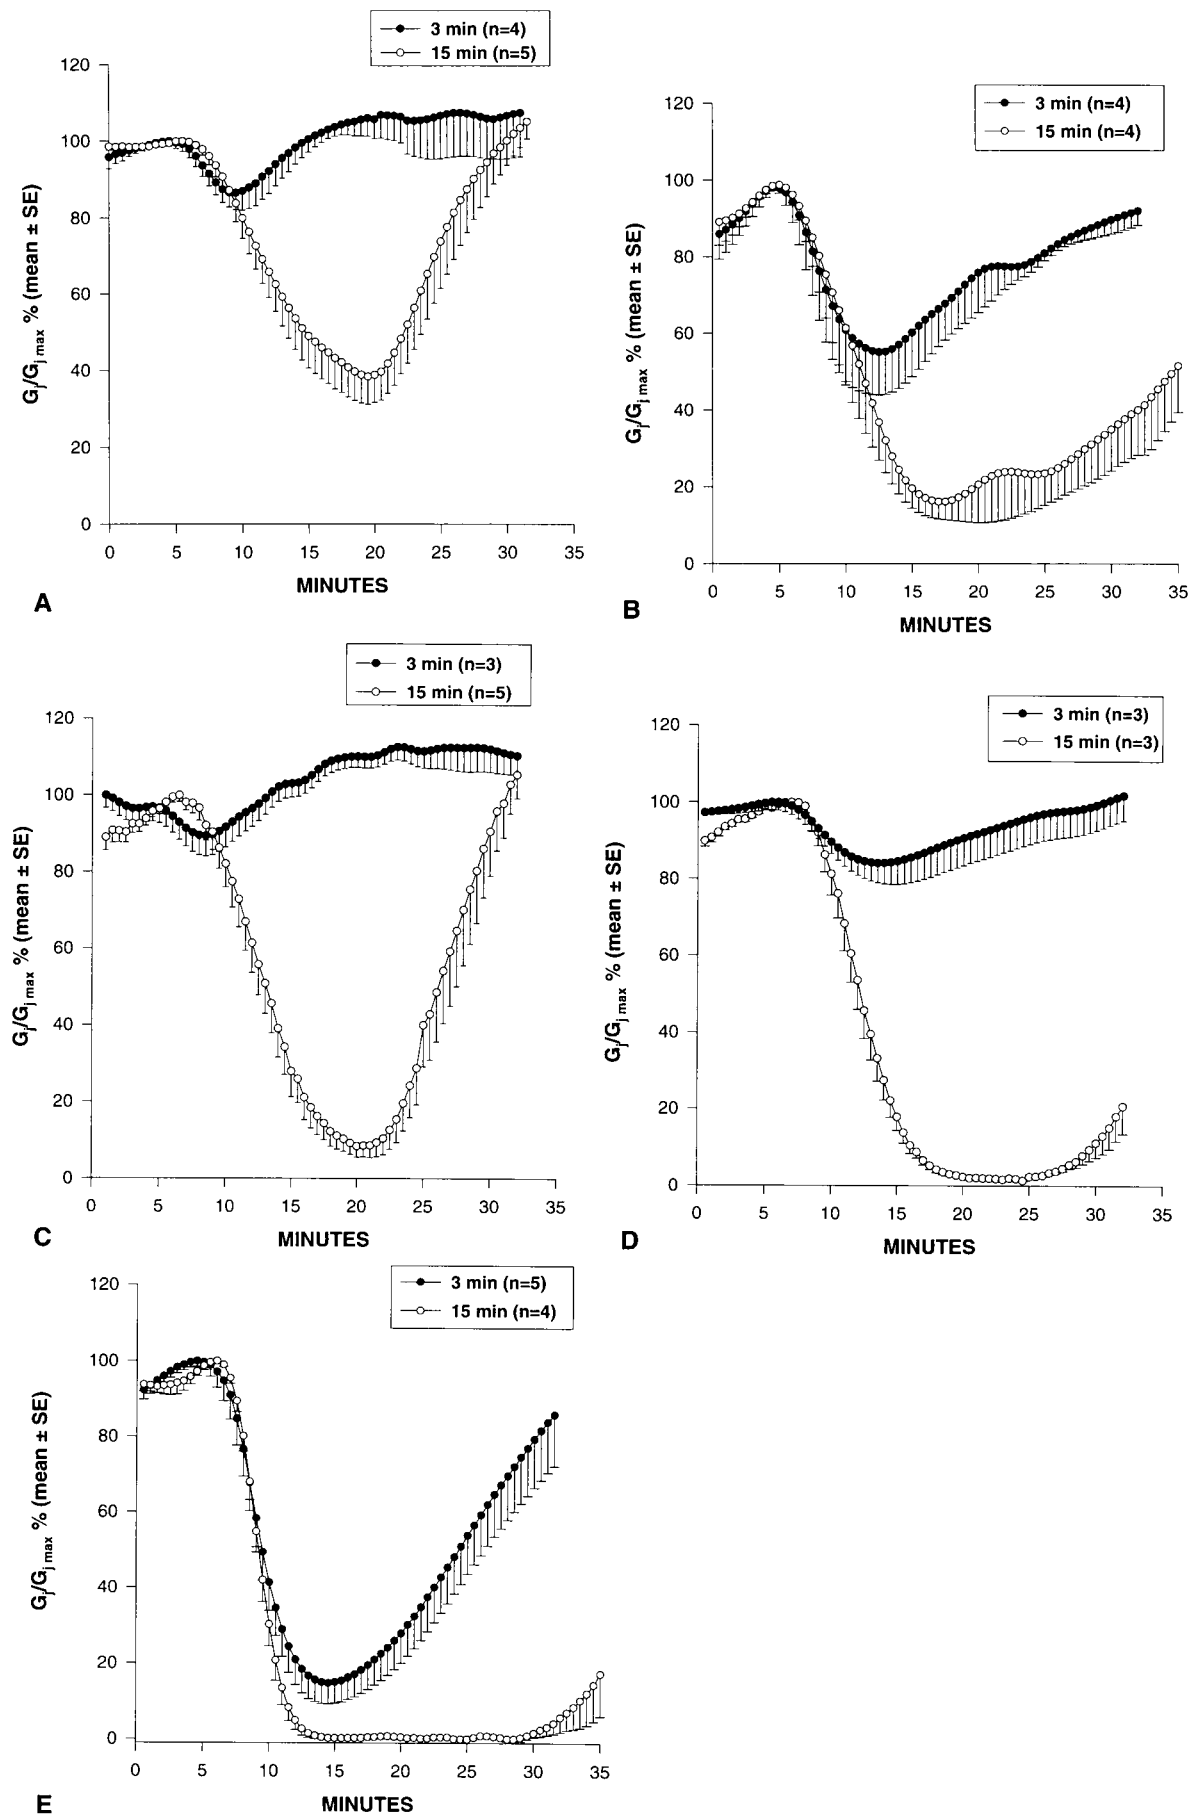 3 min (n=4)
15 min (n=5)
120
100
80
60
40
20
0
Gj/Gj max % (mean ± SE)
0 5 10 15 20 25 30 35
MINUTES
A
3 min (n=4)
15 min (n=4)
120
100
80
60
40
20
0
Gj/Gj max % (mean ± SE)
0 5 10 15 20 25 30 35
MINUTES
B
3 min (n=3)
15 min (n=5)
120
100
80
60
40
20
0
Gj/Gj max % (mean ± SE)
0 5 10 15 20 25 30 35
MINUTES
C
3 min (n=3)
15 min (n=3)
120
100
80
60
40
20
0
Gj/Gj max % (mean ± SE)
0 5 10 15 20 25 30 35
MINUTES
D
3 min (n=5)
15 min (n=4)
120
100
80
60
40
20
0
Gj/Gj max % (mean ± SE)
0 5 10 15 20 25 30 35
MINUTES
E